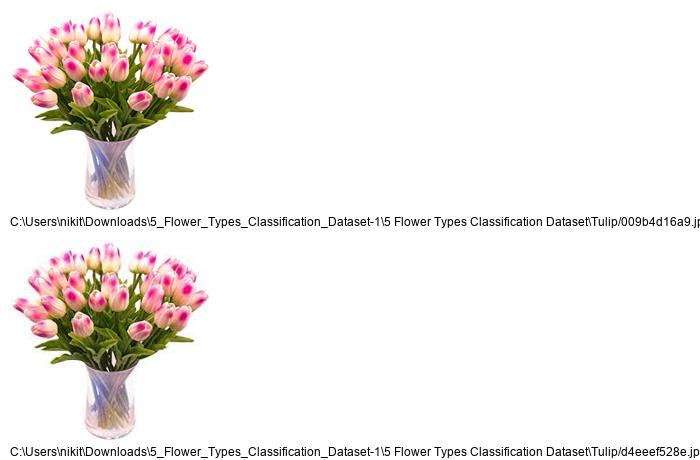 C:\Users\nikit\Downloads\5_Flower_Types_Classification_Dataset-1\5 Flower Types Classification Dataset\Tulip/009b4d16a9.jp
C:\Users\nikit\Downloads\5_Flower_Types_Classification_Dataset-1\5 Flower Types Classification Dataset\Tulip/d4eeef528e.jp